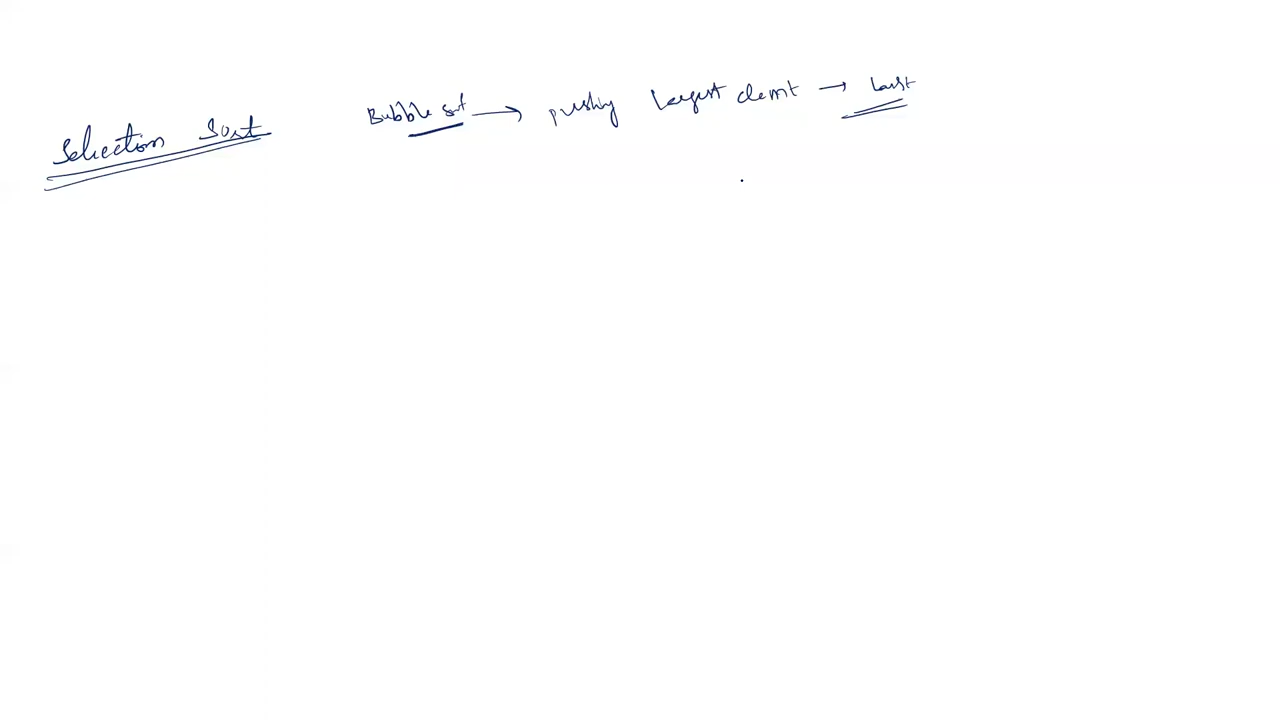 Selection Sort
Bubble sort → pushing largest element → last